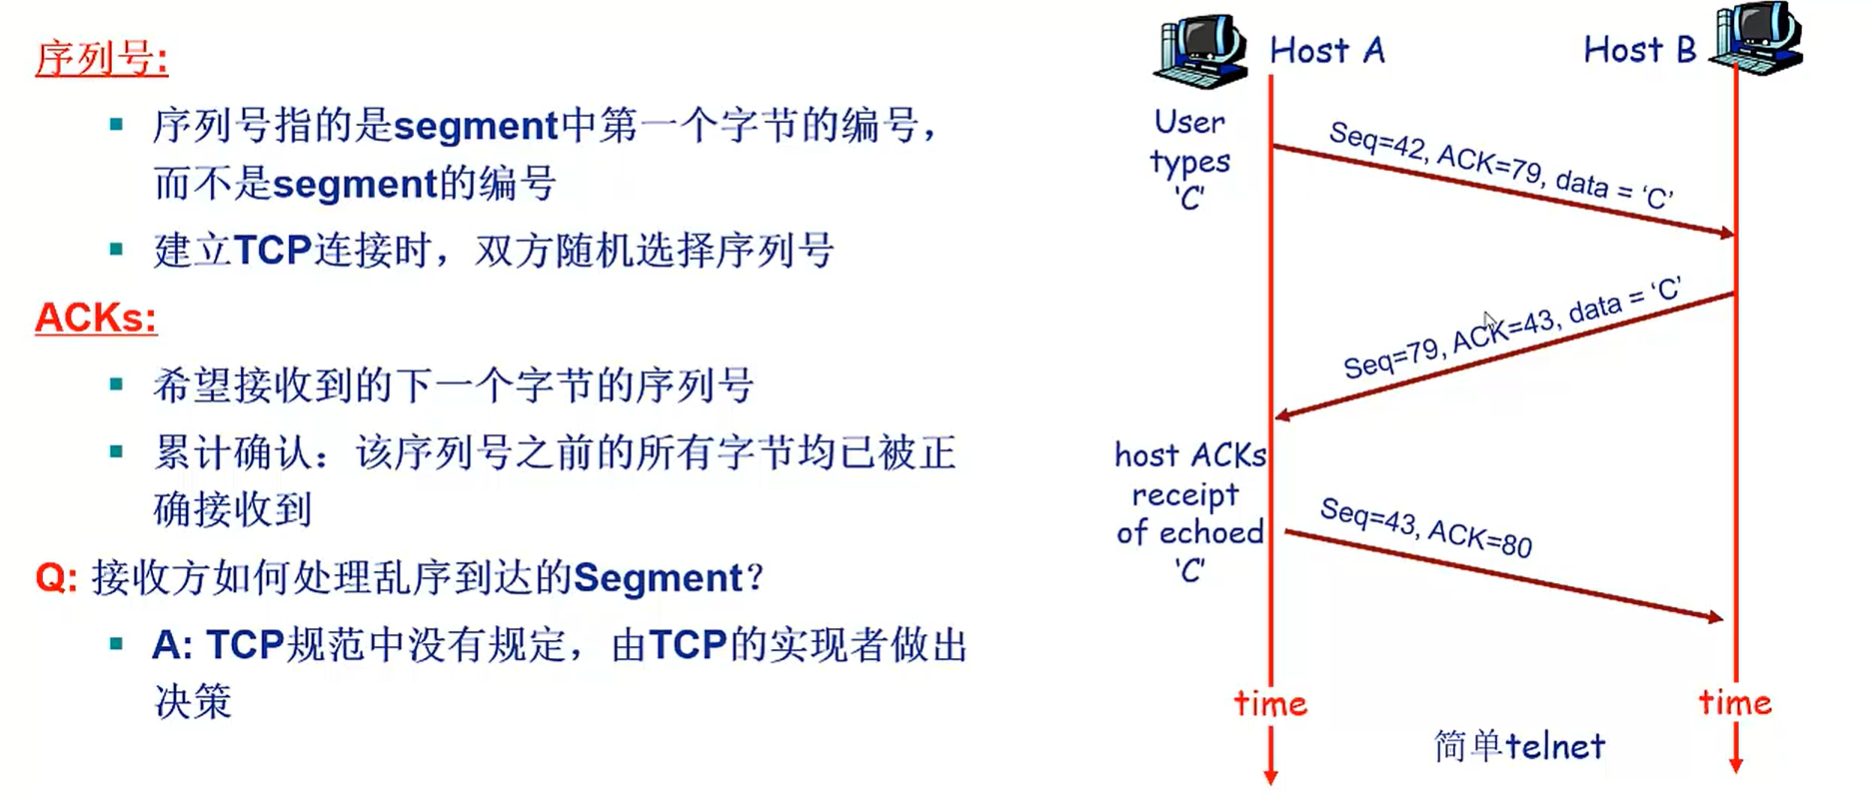 序列号:
序列号指的是segment中第一个字节的编号，
而不是segment的编号
建立TCP连接时，双方随机选择序列号
ACKs:
希望接收到的下一个字节的序列号
累计确认：该序列号之前的所有字节均已被正
确接收到
Q: 接收方如何处理乱序到达的Segment？
A: TCP规范中没有规定，由TCP的实现者做出
决策
Host A
Host B
User
types
‘C’
Seq=42, ACK=79, data = ‘C’
Seq=79, ACK=43, data = ‘C’
host ACKs
receipt
of echoed
‘C’
Seq=43, ACK=80
time
time
简单telnet